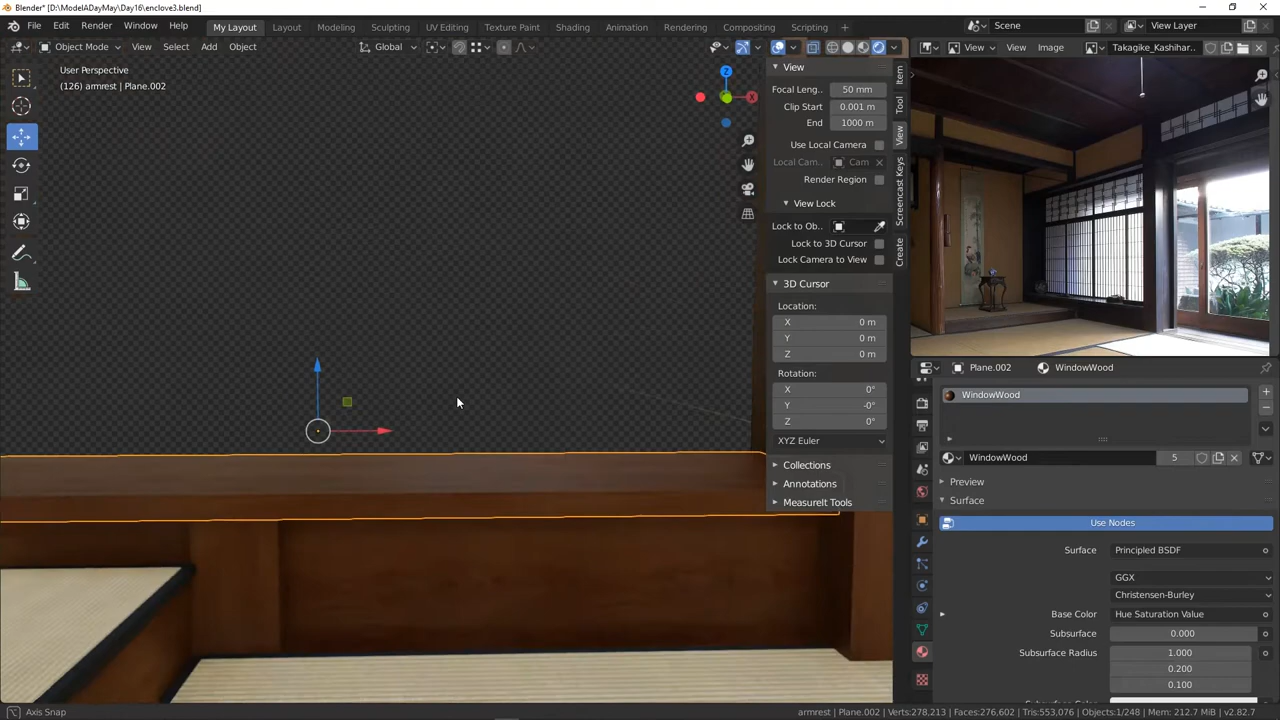 Blender* [D:\ModelADayMay\Day16\enclove3.blend]
File Edit Render Window Help My Layout Layout Modeling Sculpting UV Editing Texture Paint Shading Animation Rendering Compositing Scripting Scene View Layer
Object Mode View Select Add Object Global View View Image Takagike_Kashihar..
User Perspective
(126) armrest | Plane.002
Z
X
View
Focal Leng.. 50 mm
Clip Start 0.001 m
End 1000 m
Use Local Camera
Local Cam.. Cam
Render Region
View Lock
Lock to Ob..
Lock to 3D Cursor
Lock Camera to View
3D Cursor
Location:
X 0 m
Y 0 m
Z 0 m
Rotation:
X 0°
Y -0°
Z 0°
XYZ Euler
Collections
Annotations
MeasureIt Tools
Item
Tool
View
Screencast Keys
Create
Plane.002 WindowWood
WindowWood
WindowWood 5
Preview
Surface
Use Nodes
Surface Principled BSDF
GGX
Christensen-Burley
Base Color Hue Saturation Value
Subsurface 0.000
Subsurface Radius 1.000
0.200
0.100
Axis Snap
armrest | Plane.002 | Verts:278,213 | Faces:276,602 | Tris:553,076 | Objects:1/248 | Mem: 212.7 MiB | v2.82.7